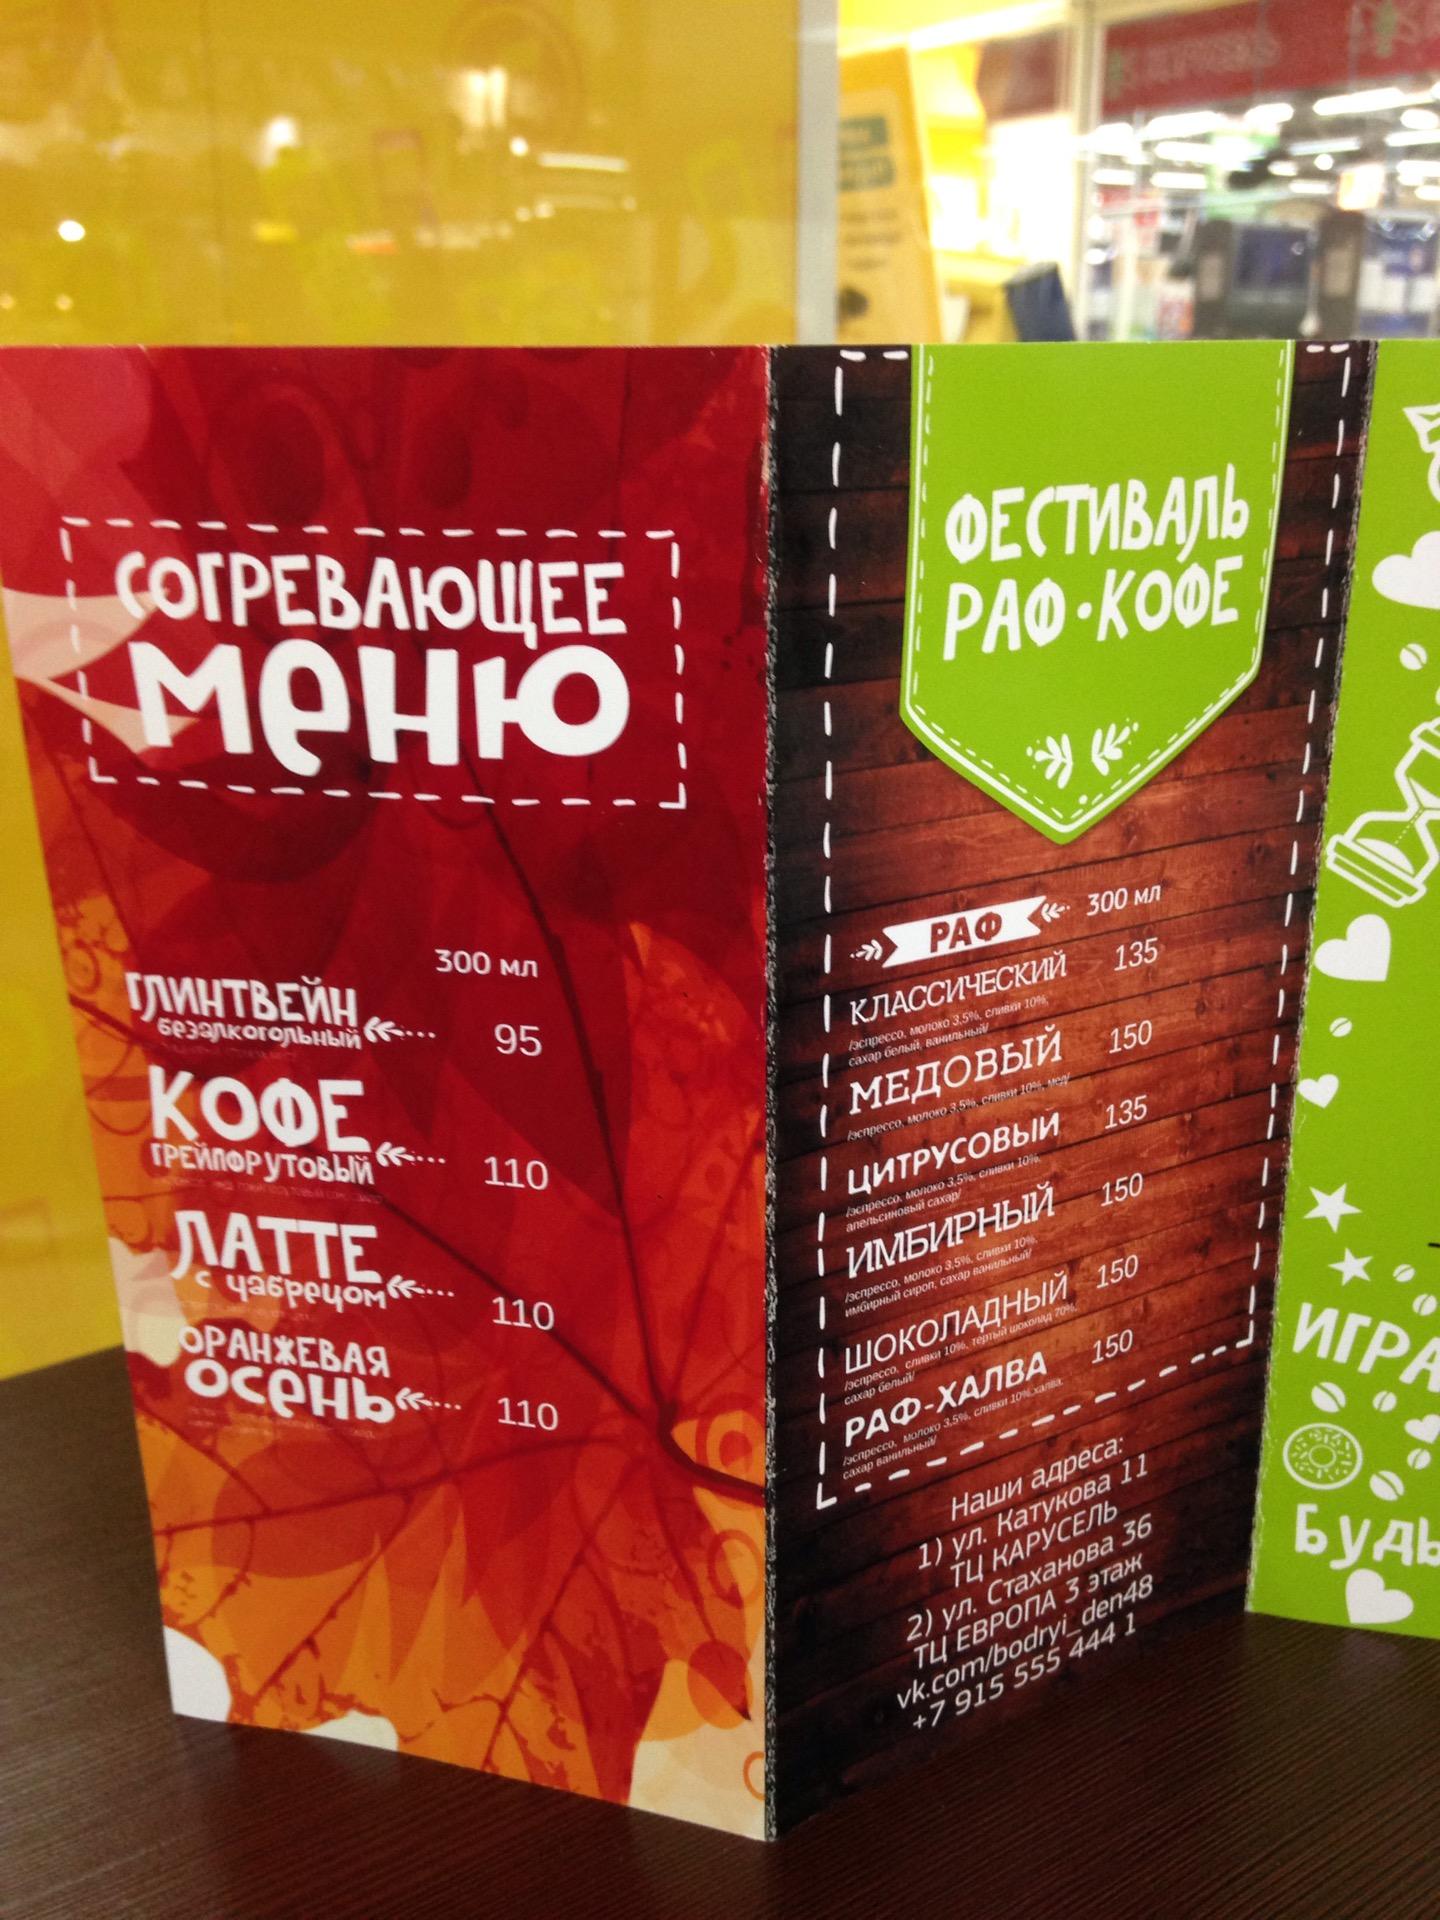 СОГРЕВАЮЩЕЕ
меню
300 мл
ГЛИНТВЕЙН
безалкогольный
95
КОФЕ
ГРЕЙПФРУТОВЫЙ
110
ЛАТТЕ
с чабрецом
110
ОРАНЖЕВАЯ
осень
110
ФЕСТИВАЛЬ
РАФ·КОФЕ
РАФ 300 мл
КЛАССИЧЕСКИЙ 135
/эспрессо, молоко 3,5%, сливки 10%,
сахар белый, ванильный/
МЕДОВЫЙ 150
/эспрессо, молоко 3,5%, сливки 10%, мед/
ЦИТРУСОВЫЙ 135
/эспрессо, молоко 3,5%, сливки 10%,
апельсиновый сахар/
ИМБИРНЫЙ 150
/эспрессо, молоко 3,5%, сливки 10%,
имбирный сироп, сахар ванильный/
ШОКОЛАДНЫЙ 150
/эспрессо, сливки 10%, тертый шоколад 70%,
сахар белый/
РАФ-ХАЛВА 150
/эспрессо, молоко 3,5%, сливки 10%, халва,
сахар ванильный/
Наши адреса:
1) ул. Катукова 11
ТЦ КАРУСЕЛЬ
2) ул. Стаханова 36
ТЦ ЕВРОПА 3 этаж
vk.com/bodryi_den48
+7 915 555 444 1
ИГРА
Будь